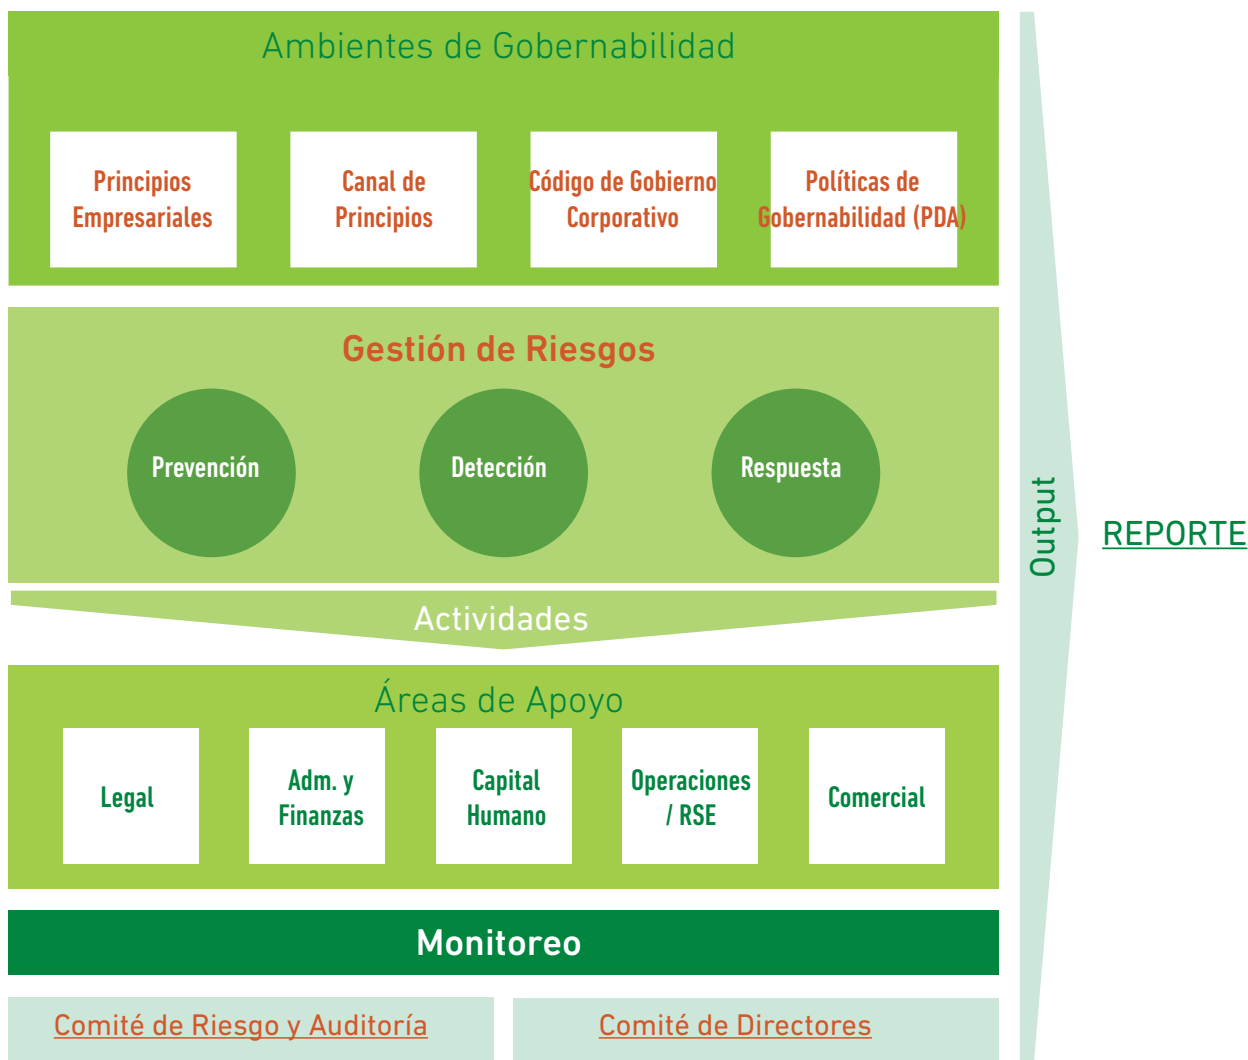 Ambientes de Gobernabilidad
Principios
Empresariales
Canal de
Principios
Código de Gobierno
Corporativo
Políticas de
Gobernabilidad (PDA)
Gestión de Riesgos
Prevención
Detección
Respuesta
Actividades
Áreas de Apoyo
Legal
Adm. y
Finanzas
Capital
Humano
Operaciones
/ RSE
Comercial
Monitoreo
Comité de Riesgo y Auditoría
Comité de Directores
Output
REPORTE